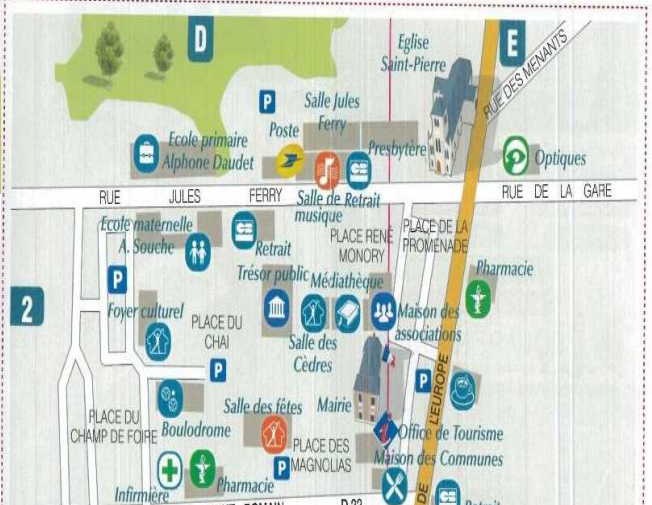 D
E
Eglise
Saint-Pierre
RUE DES MENANTS
P
Salle Jules
Ferry
Poste
Ecole primaire
Alphone Daudet
Presbytère
Optiques
RUE JULES FERRY
RUE DE LA GARE
Salle de
musique
Retrait
Ecole maternelle
A. Souche
Retrait
PLACE RENÉ
MONORY
PLACE DE LA
PROMENADE
P
Trésor public
Médiathèque
Pharmacie
2
Foyer culturel
PLACE DU
CHAI
Salle des
Cèdres
Maison des
associations
P
P
L'EUROPE
PLACE DU
CHAMP DE FOIRE
Boulodrome
Salle des fêtes
Mairie
Office de Tourisme
PLACE DES
MAGNOLIAS
Maison des Communes
P
Infirmière
Pharmacie
DE
Retrait
ROMAIN